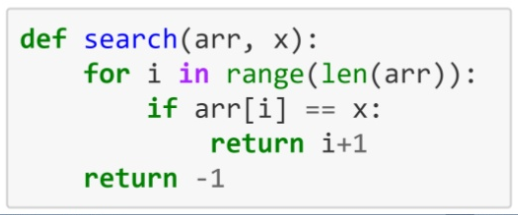 def search(arr, x):
    for i in range(len(arr)):
        if arr[i] == x:
            return i+1
    return -1